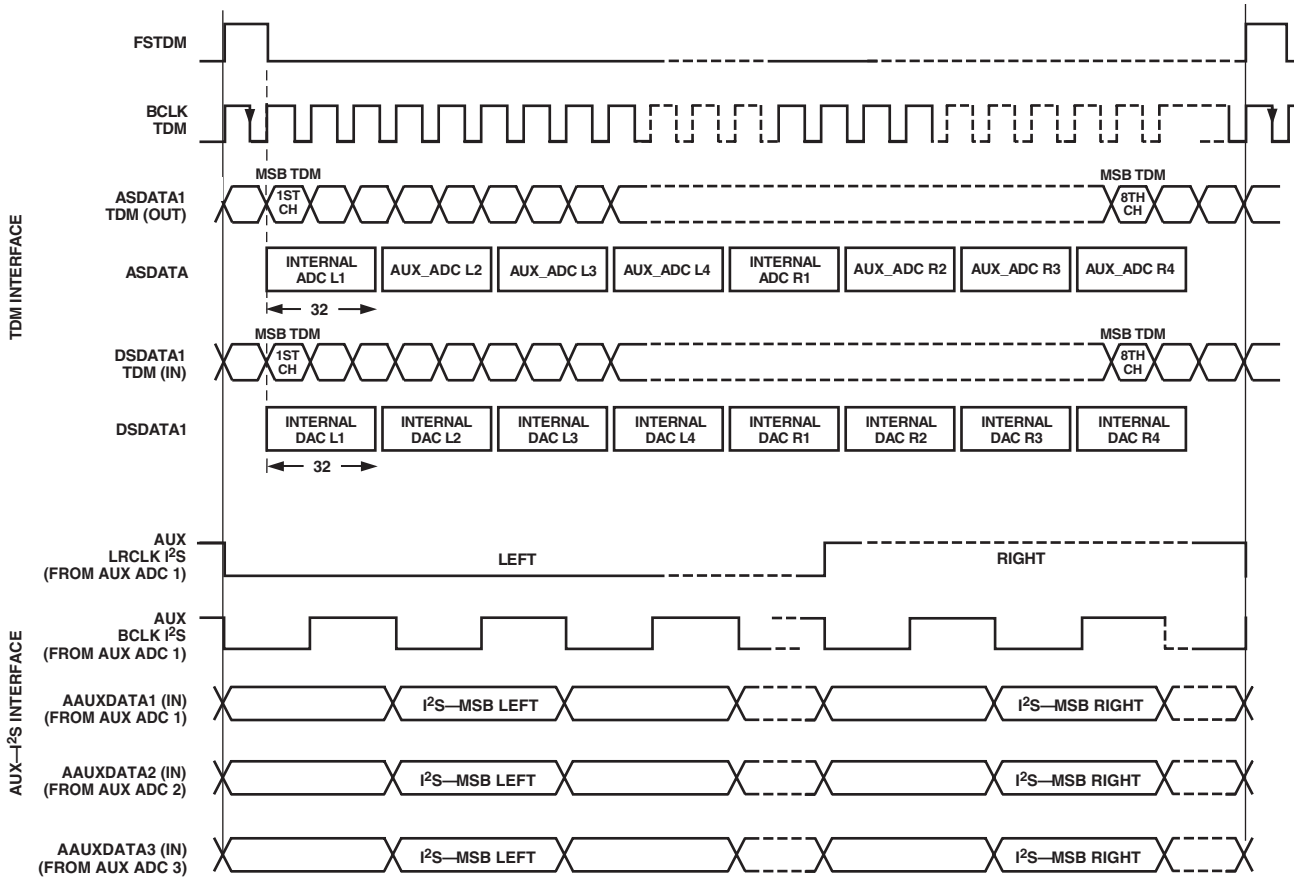 FSTDM
BCLK
TDM
MSB TDM
MSB TDM
ASDATA1
TDM (OUT)
1ST
CH
8TH
CH
ASDATA
INTERNAL
ADC L1
AUX_ADC L2
AUX_ADC L3
AUX_ADC L4
INTERNAL
ADC R1
AUX_ADC R2
AUX_ADC R3
AUX_ADC R4
32
TDM INTERFACE
MSB TDM
MSB TDM
DSDATA1
TDM (IN)
1ST
CH
8TH
CH
DSDATA1
INTERNAL
DAC L1
INTERNAL
DAC L2
INTERNAL
DAC L3
INTERNAL
DAC L4
INTERNAL
DAC R1
INTERNAL
DAC R2
INTERNAL
DAC R3
INTERNAL
DAC R4
32
AUX
LRCLK I²S
(FROM AUX ADC 1)
LEFT
RIGHT
AUX
BCLK I²S
(FROM AUX ADC 1)
AUX—I²S INTERFACE
AAUXDATA1 (IN)
(FROM AUX ADC 1)
I²S—MSB LEFT
I²S—MSB RIGHT
AAUXDATA2 (IN)
(FROM AUX ADC 2)
I²S—MSB LEFT
I²S—MSB RIGHT
AAUXDATA3 (IN)
(FROM AUX ADC 3)
I²S—MSB LEFT
I²S—MSB RIGHT